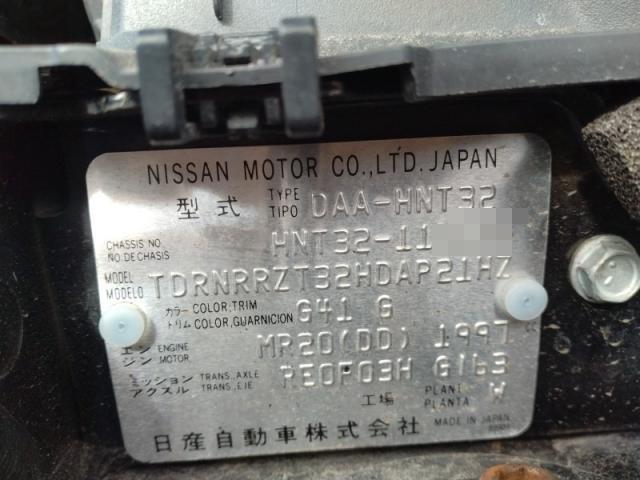 NISSAN MOTOR CO.,LTD.JAPAN
型式 TYPE TIPO DAA-HNT32
CHASSIS NO. NO.DE CHASIS HNT32-11
MODEL MODELO TDRNRRZT32HDAP21HZ
カラー COLOR,TRIM トリム COLOR,GUARNICION G41 G
エンジン ENGINE MOTOR MR20(DD) 1997 cc
ミッション アクスル TRANS.,AXLE TRANS.,EJE RE0F03H G163
工場 PLANT PLANTA W
日産自動車株式会社 MADE IN JAPAN